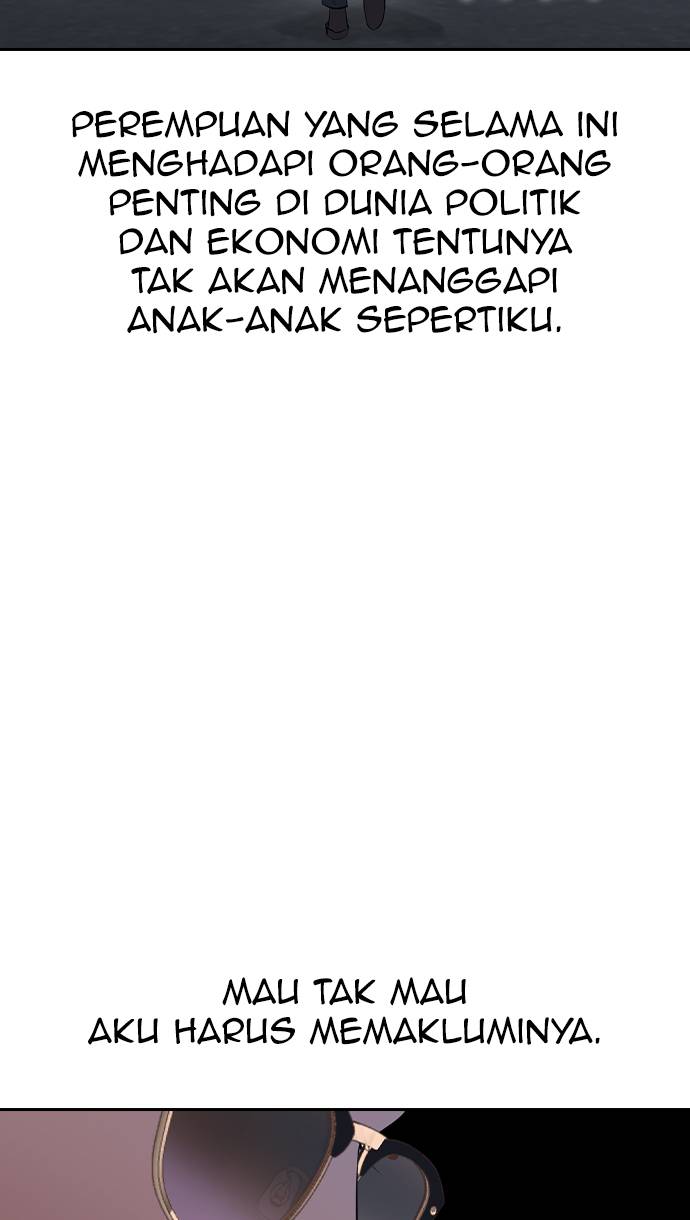 PEREMPUAN YANG SELAMA INI
MENGHADAPI ORANG-ORANG
PENTING DI DUNIA POLITIK
DAN EKONOMI TENTUNYA
TAK AKAN MENANGGAPI
ANAK-ANAK SEPERTIKU.
MAU TAK MAU
AKU HARUS MEMAKLUMINYA.